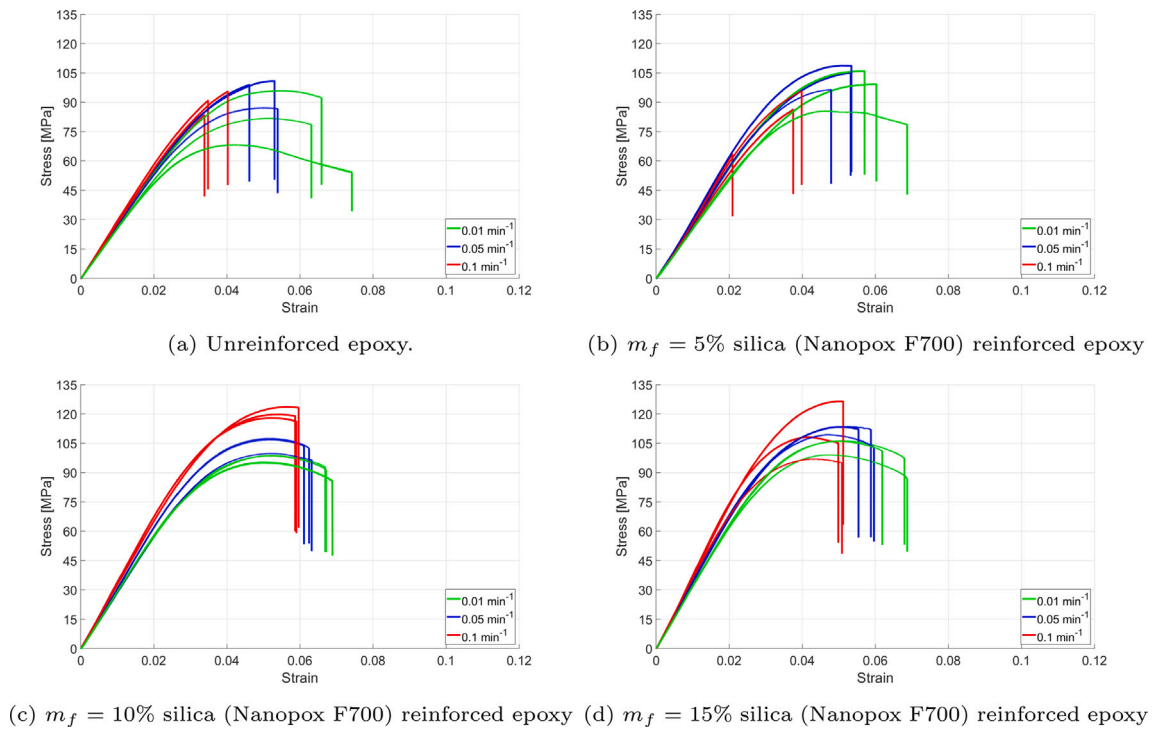 135
120
105
90
75
60
45
30
15
0
Stress [MPa]
0 0.02 0.04 0.06 0.08 0.1 0.12
Strain
0.01 min-1
0.05 min-1
0.1 min-1
(a) Unreinforced epoxy.
135
120
105
90
75
60
45
30
15
0
Stress [MPa]
0 0.02 0.04 0.06 0.08 0.1 0.12
Strain
0.01 min-1
0.05 min-1
0.1 min-1
(b) mf = 5% silica (Nanopox F700) reinforced epoxy
135
120
105
90
75
60
45
30
15
0
Stress [MPa]
0 0.02 0.04 0.06 0.08 0.1 0.12
Strain
0.01 min-1
0.05 min-1
0.1 min-1
(c) mf = 10% silica (Nanopox F700) reinforced epoxy
135
120
105
90
75
60
45
30
15
0
Stress [MPa]
0 0.02 0.04 0.06 0.08 0.1 0.12
Strain
0.01 min-1
0.05 min-1
0.1 min-1
(d) mf = 15% silica (Nanopox F700) reinforced epoxy